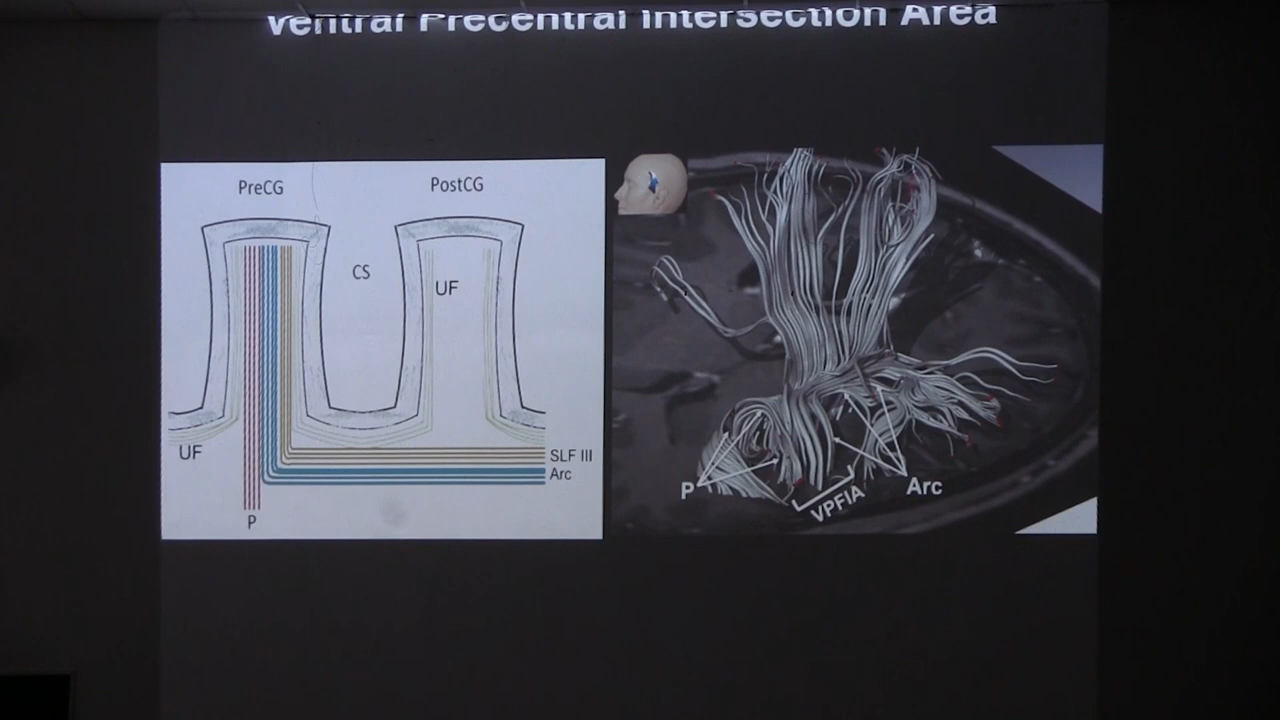 Ventral Precentral Intersection Area
PreCG
PostCG
CS
UF
UF
SLF III
Arc
P
P
VPFIA
Arc